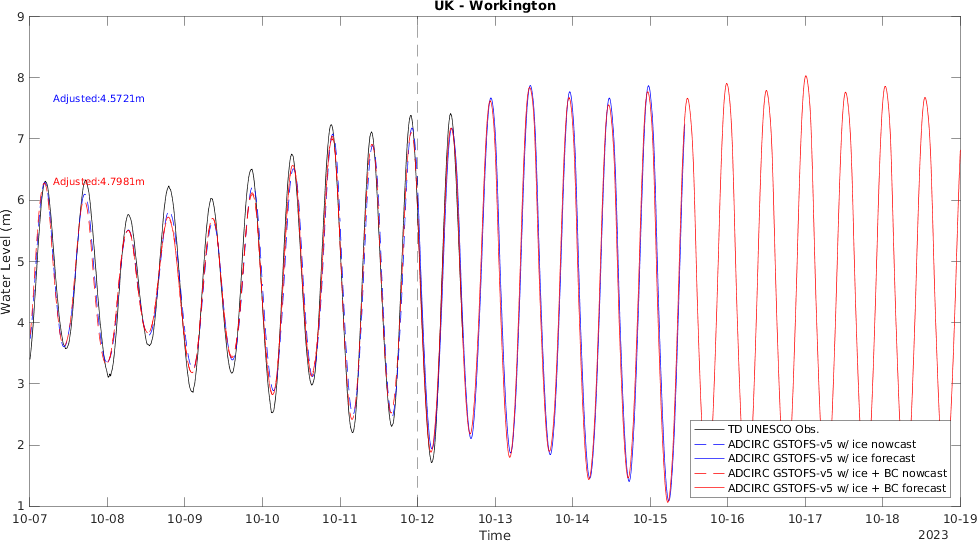 UK - Workington
9
8
7
6
5
4
3
2
1
Water Level (m)
Adjusted:4.5721m
Adjusted:4.7981m
TD UNESCO Obs.
ADCIRC GSTOFS-v5 w/ ice nowcast
ADCIRC GSTOFS-v5 w/ ice forecast
ADCIRC GSTOFS-v5 w/ ice + BC nowcast
ADCIRC GSTOFS-v5 w/ ice + BC forecast
10-07 10-08 10-09 10-10 10-11 10-12 10-13 10-14 10-15 10-16 10-17 10-18 10-19
Time
2023